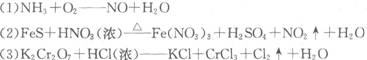 (1)NH₃+O₂——NO+H₂O
(2)FeS+HNO₃(浓)△Fe(NO₃)₃+H₂SO₄+NO₂↑+H₂O
(3)K₂Cr₂O₇+HCl(浓)——KCl+CrCl₃+Cl₂↑+H₂O